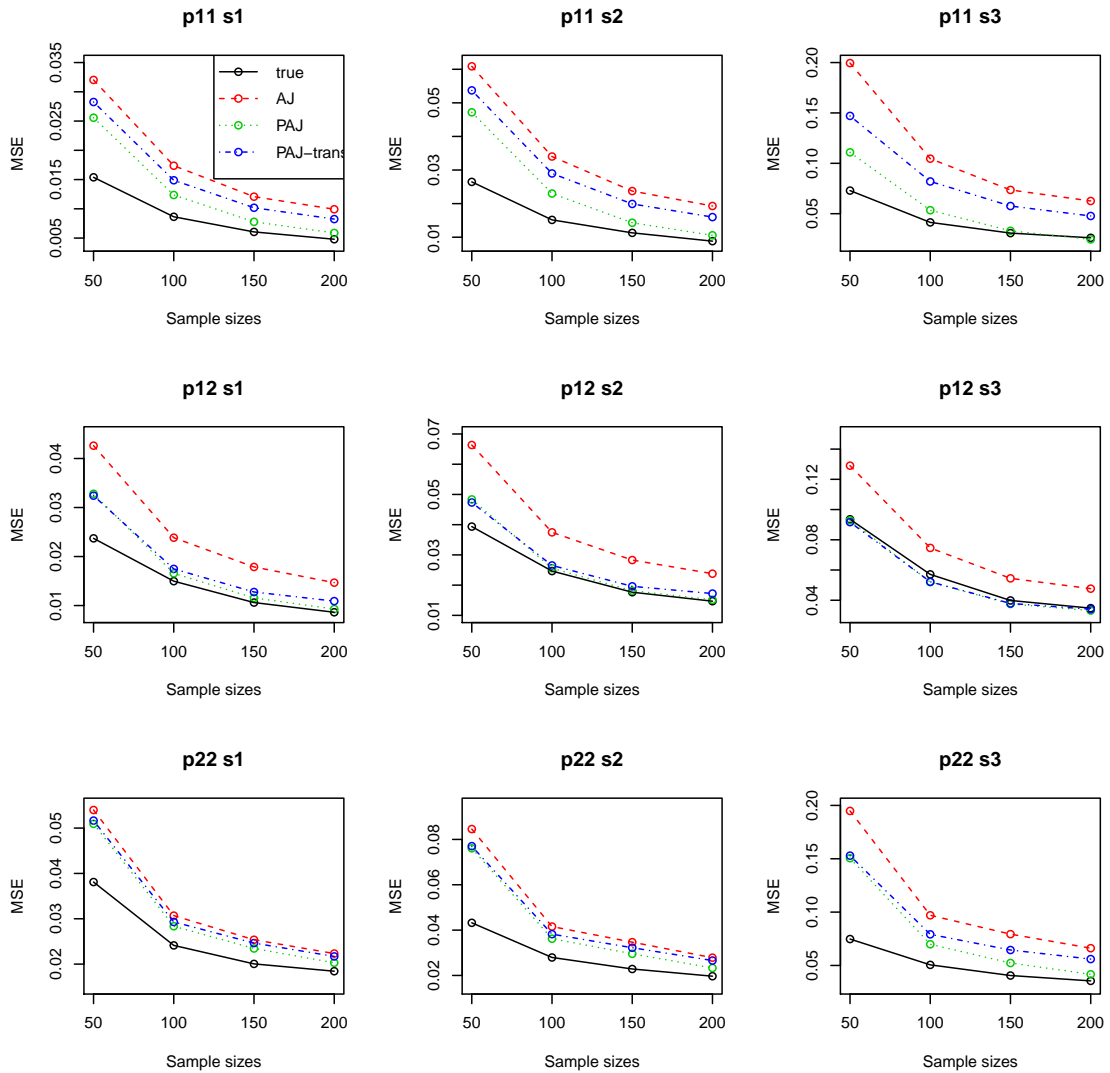 p11 s1
MSE
0.005
0.015
0.025
0.035
true
AJ
PAJ
PAJ−trans
50 100 150 200
Sample sizes
p11 s2
MSE
0.01
0.03
0.05
50 100 150 200
Sample sizes
p11 s3
MSE
0.05
0.10
0.15
0.20
50 100 150 200
Sample sizes
p12 s1
MSE
0.01
0.02
0.03
0.04
50 100 150 200
Sample sizes
p12 s2
MSE
0.01
0.03
0.05
0.07
50 100 150 200
Sample sizes
p12 s3
MSE
0.04
0.08
0.12
50 100 150 200
Sample sizes
p22 s1
MSE
0.02
0.03
0.04
0.05
50 100 150 200
Sample sizes
p22 s2
MSE
0.02
0.04
0.06
0.08
50 100 150 200
Sample sizes
p22 s3
MSE
0.05
0.10
0.15
0.20
50 100 150 200
Sample sizes